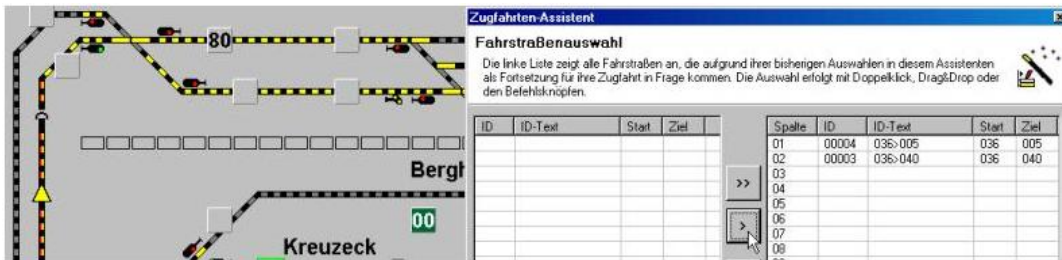 80
Bergh
00
Kreuzeck
Zugfahrten-Assistent
Fahrstraßenauswahl
Die linke Liste zeigt alle Fahrstraßen an, die aufgrund ihrer bisherigen Auswahlen in diesem Assistenten
als Fortsetzung für ihre Zugfahrt in Frage kommen. Die Auswahl erfolgt mit Doppelklick, Drag&Drop oder
den Befehlsknöpfen.
ID ID-Text Start Ziel
>>
>
Spalte ID ID-Text Start Ziel
01 00004 036>005 036 005
02 00003 036>040 036 040
03
04
05
06
07
08